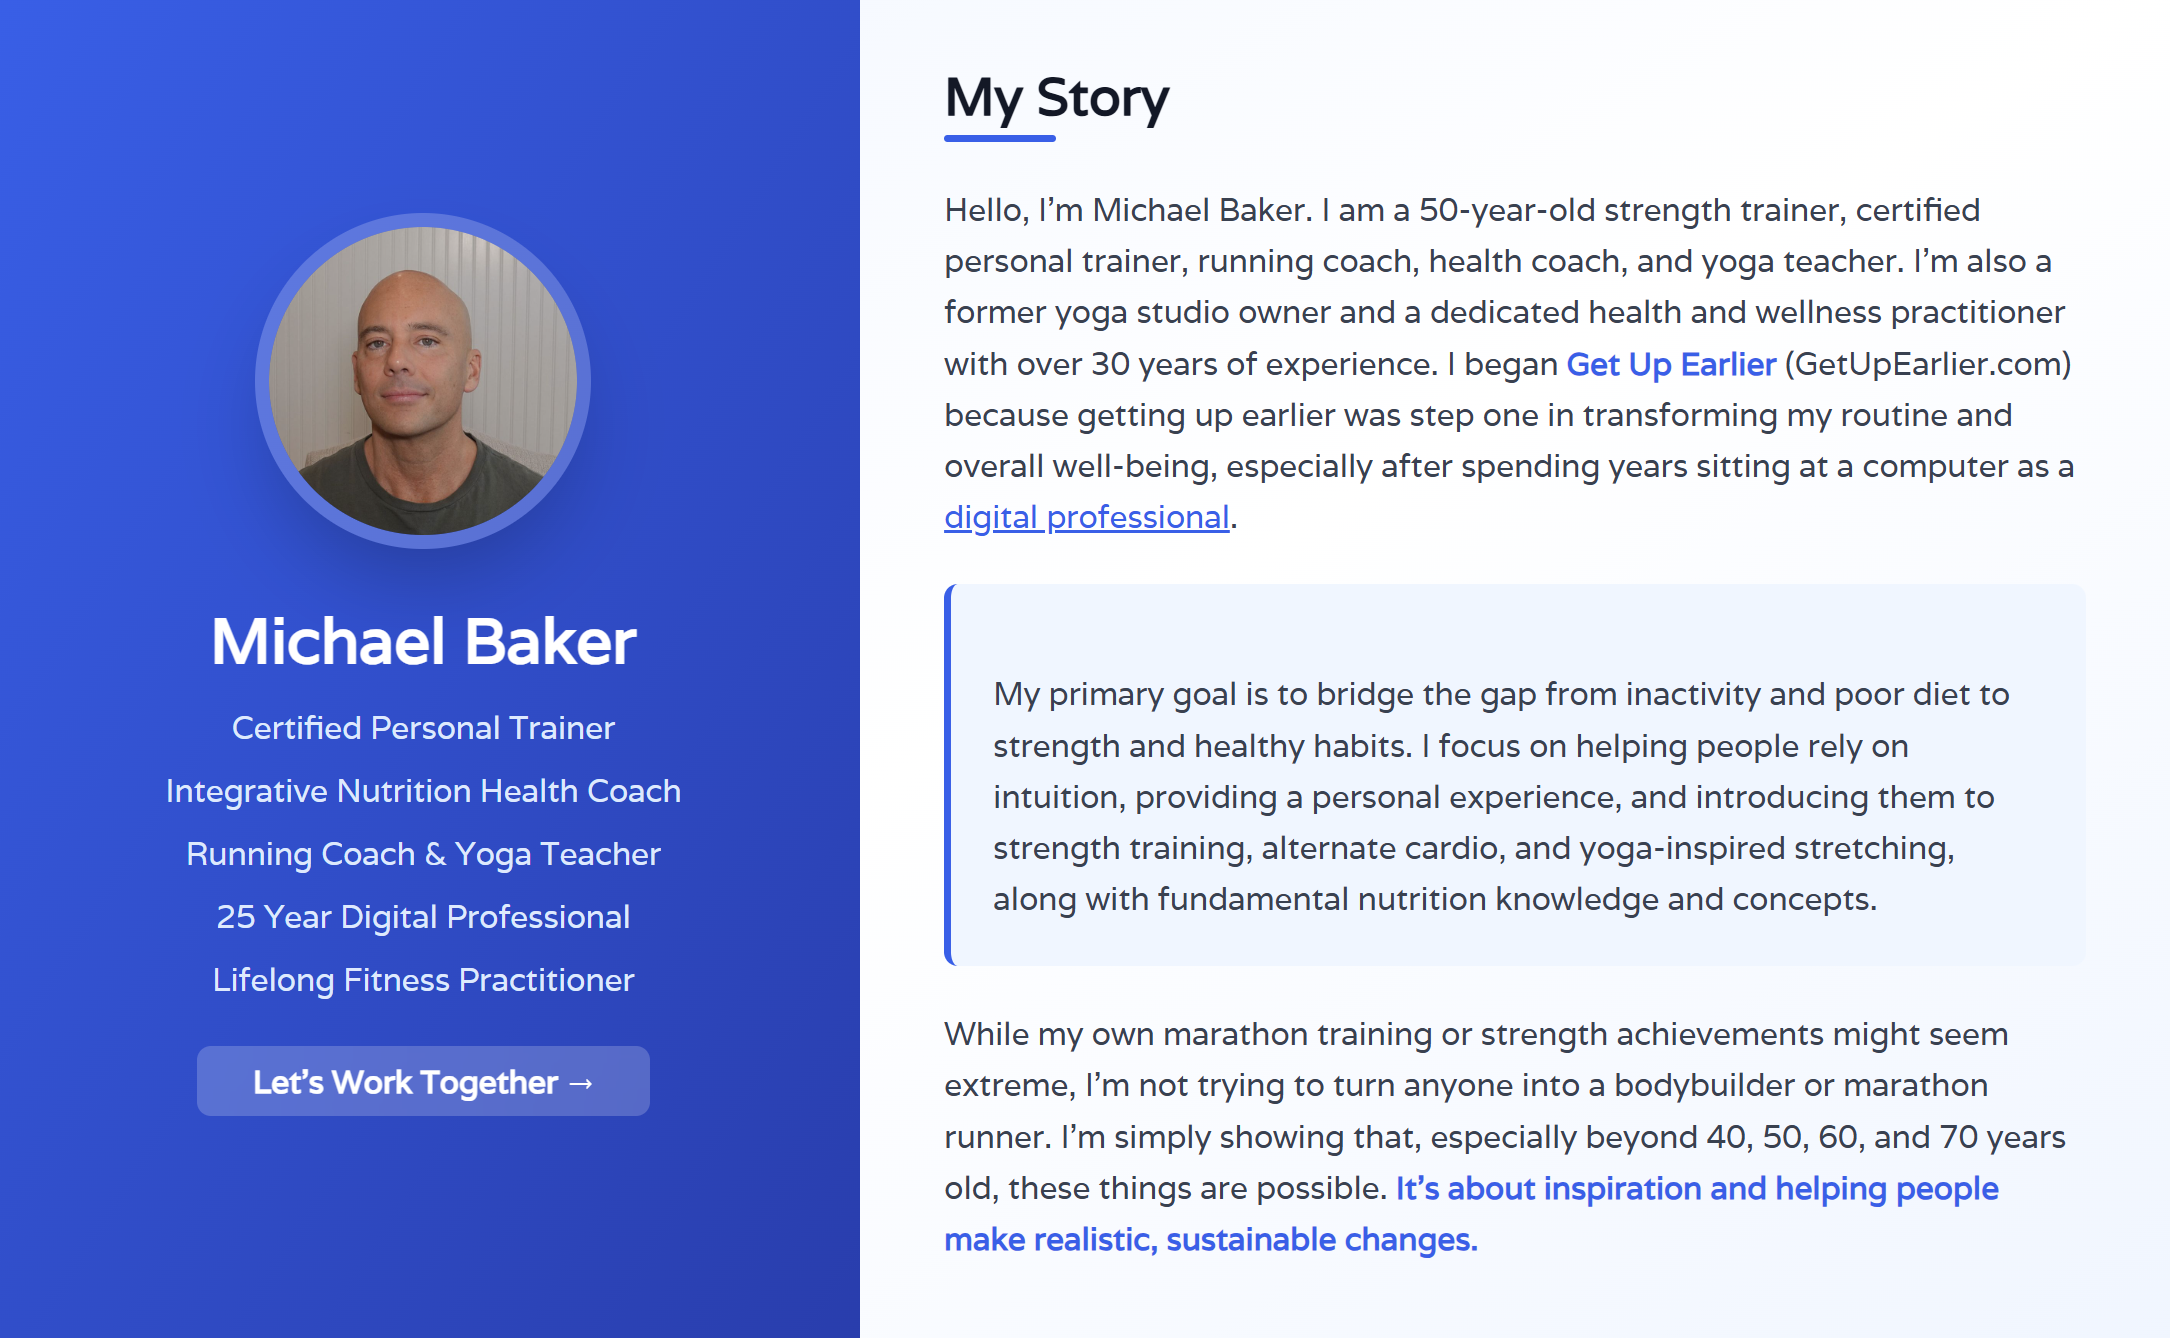 Michael Baker
Certified Personal Trainer
Integrative Nutrition Health Coach
Running Coach & Yoga Teacher
25 Year Digital Professional
Lifelong Fitness Practitioner
Let's Work Together →
My Story
Hello, I'm Michael Baker. I am a 50-year-old strength trainer, certified
personal trainer, running coach, health coach, and yoga teacher. I'm also a
former yoga studio owner and a dedicated health and wellness practitioner
with over 30 years of experience. I began Get Up Earlier (GetUpEarlier.com)
because getting up earlier was step one in transforming my routine and
overall well-being, especially after spending years sitting at a computer as a
digital professional.
My primary goal is to bridge the gap from inactivity and poor diet to
strength and healthy habits. I focus on helping people rely on
intuition, providing a personal experience, and introducing them to
strength training, alternate cardio, and yoga-inspired stretching,
along with fundamental nutrition knowledge and concepts.
While my own marathon training or strength achievements might seem
extreme, I'm not trying to turn anyone into a bodybuilder or marathon
runner. I'm simply showing that, especially beyond 40, 50, 60, and 70 years
old, these things are possible. It's about inspiration and helping people
make realistic, sustainable changes.